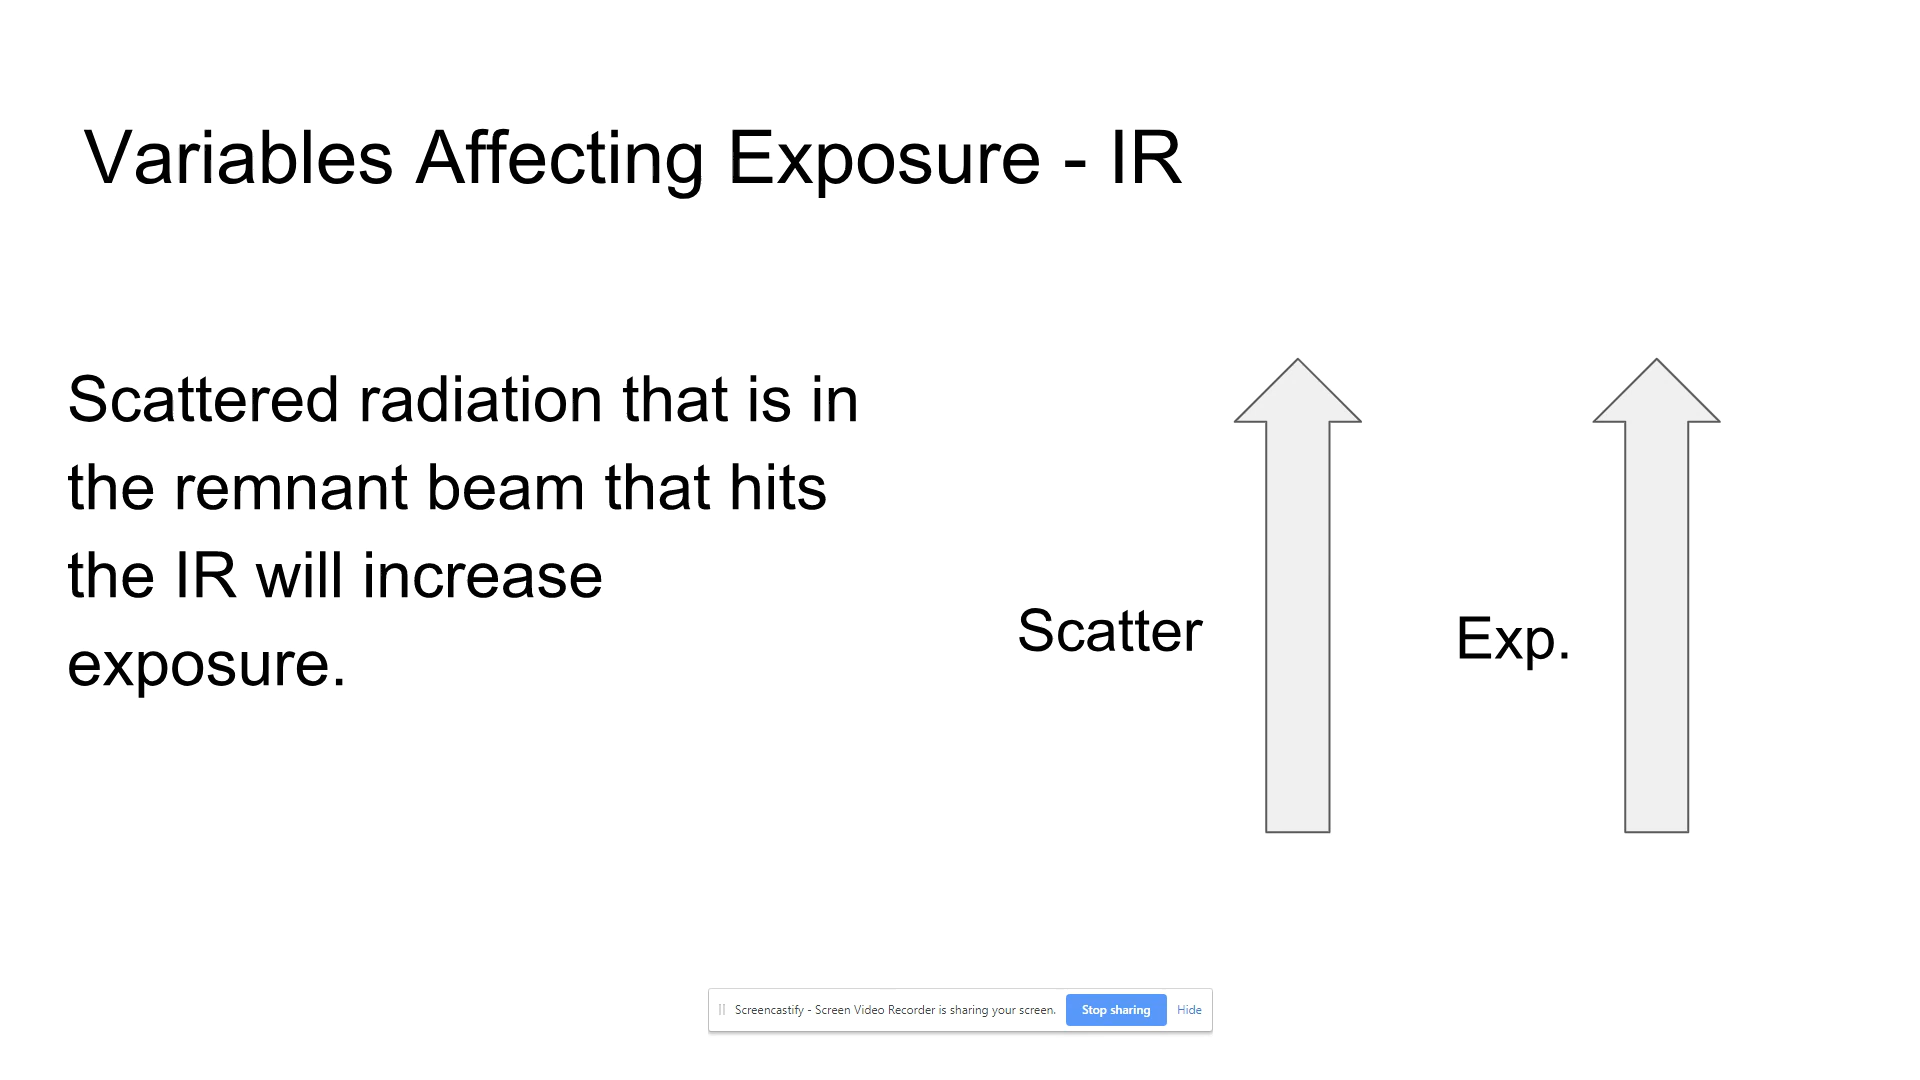 Variables Affecting Exposure - IR
Scattered radiation that is in
the remnant beam that hits
the IR will increase
exposure.
Scatter
Exp.
Screencastify - Screen Video Recorder is sharing your screen.
Stop sharing
Hide